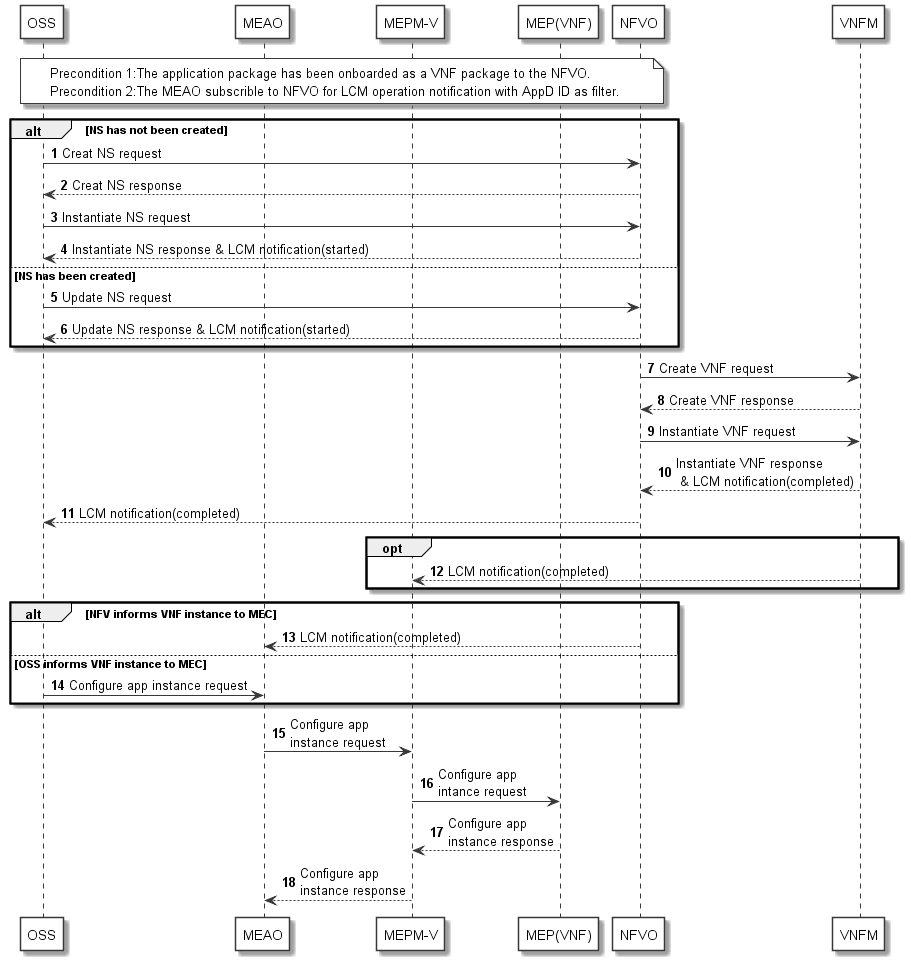 OSS MEAO MEPM-V MEP(VNF) NFVO VNFM
Precondition 1:The application package has been onboarded as a VNF package to the NFVO.
Precondition 2:The MEAO subscrible to NFVO for LCM operation notification with AppD ID as filter.
alt [NS has not been created]
1 Creat NS request
2 Creat NS response
3 Instantiate NS request
4 Instantiate NS response & LCM notification(started)
[NS has been created]
5 Update NS request
6 Update NS response & LCM notification(started)
7 Create VNF request
8 Create VNF response
9 Instantiate VNF request
10 Instantiate VNF response
& LCM notification(completed)
11 LCM notification(completed)
opt
12 LCM notification(completed)
alt [NFV informs VNF instance to MEC]
13 LCM notification(completed)
[OSS informs VNF instance to MEC]
14 Configure app instance request
15 Configure app
instance request
16 Configure app
intance request
17 Configure app
instance response
18 Configure app
instance response
OSS MEAO MEPM-V MEP(VNF) NFVO VNFM